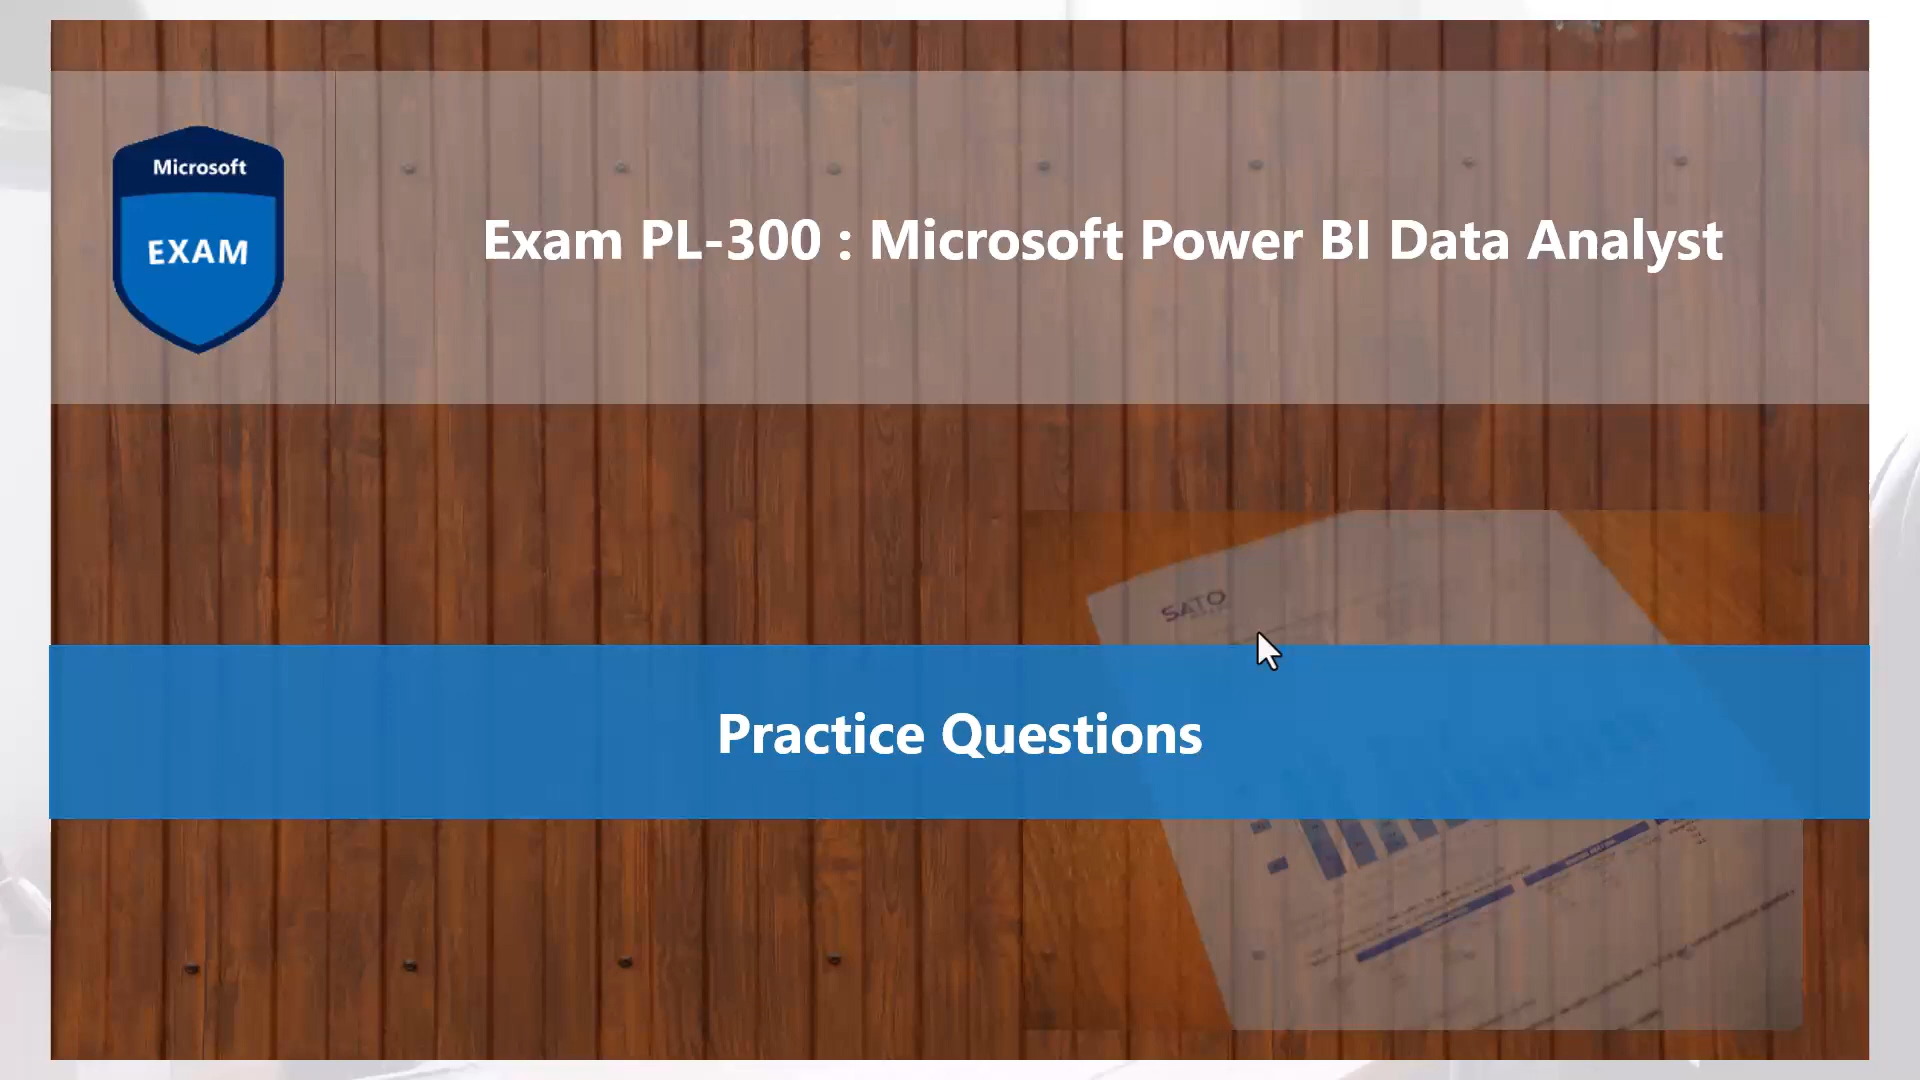 Microsoft
EXAM
Exam PL-300 : Microsoft Power BI Data Analyst
SATO
Practice Questions